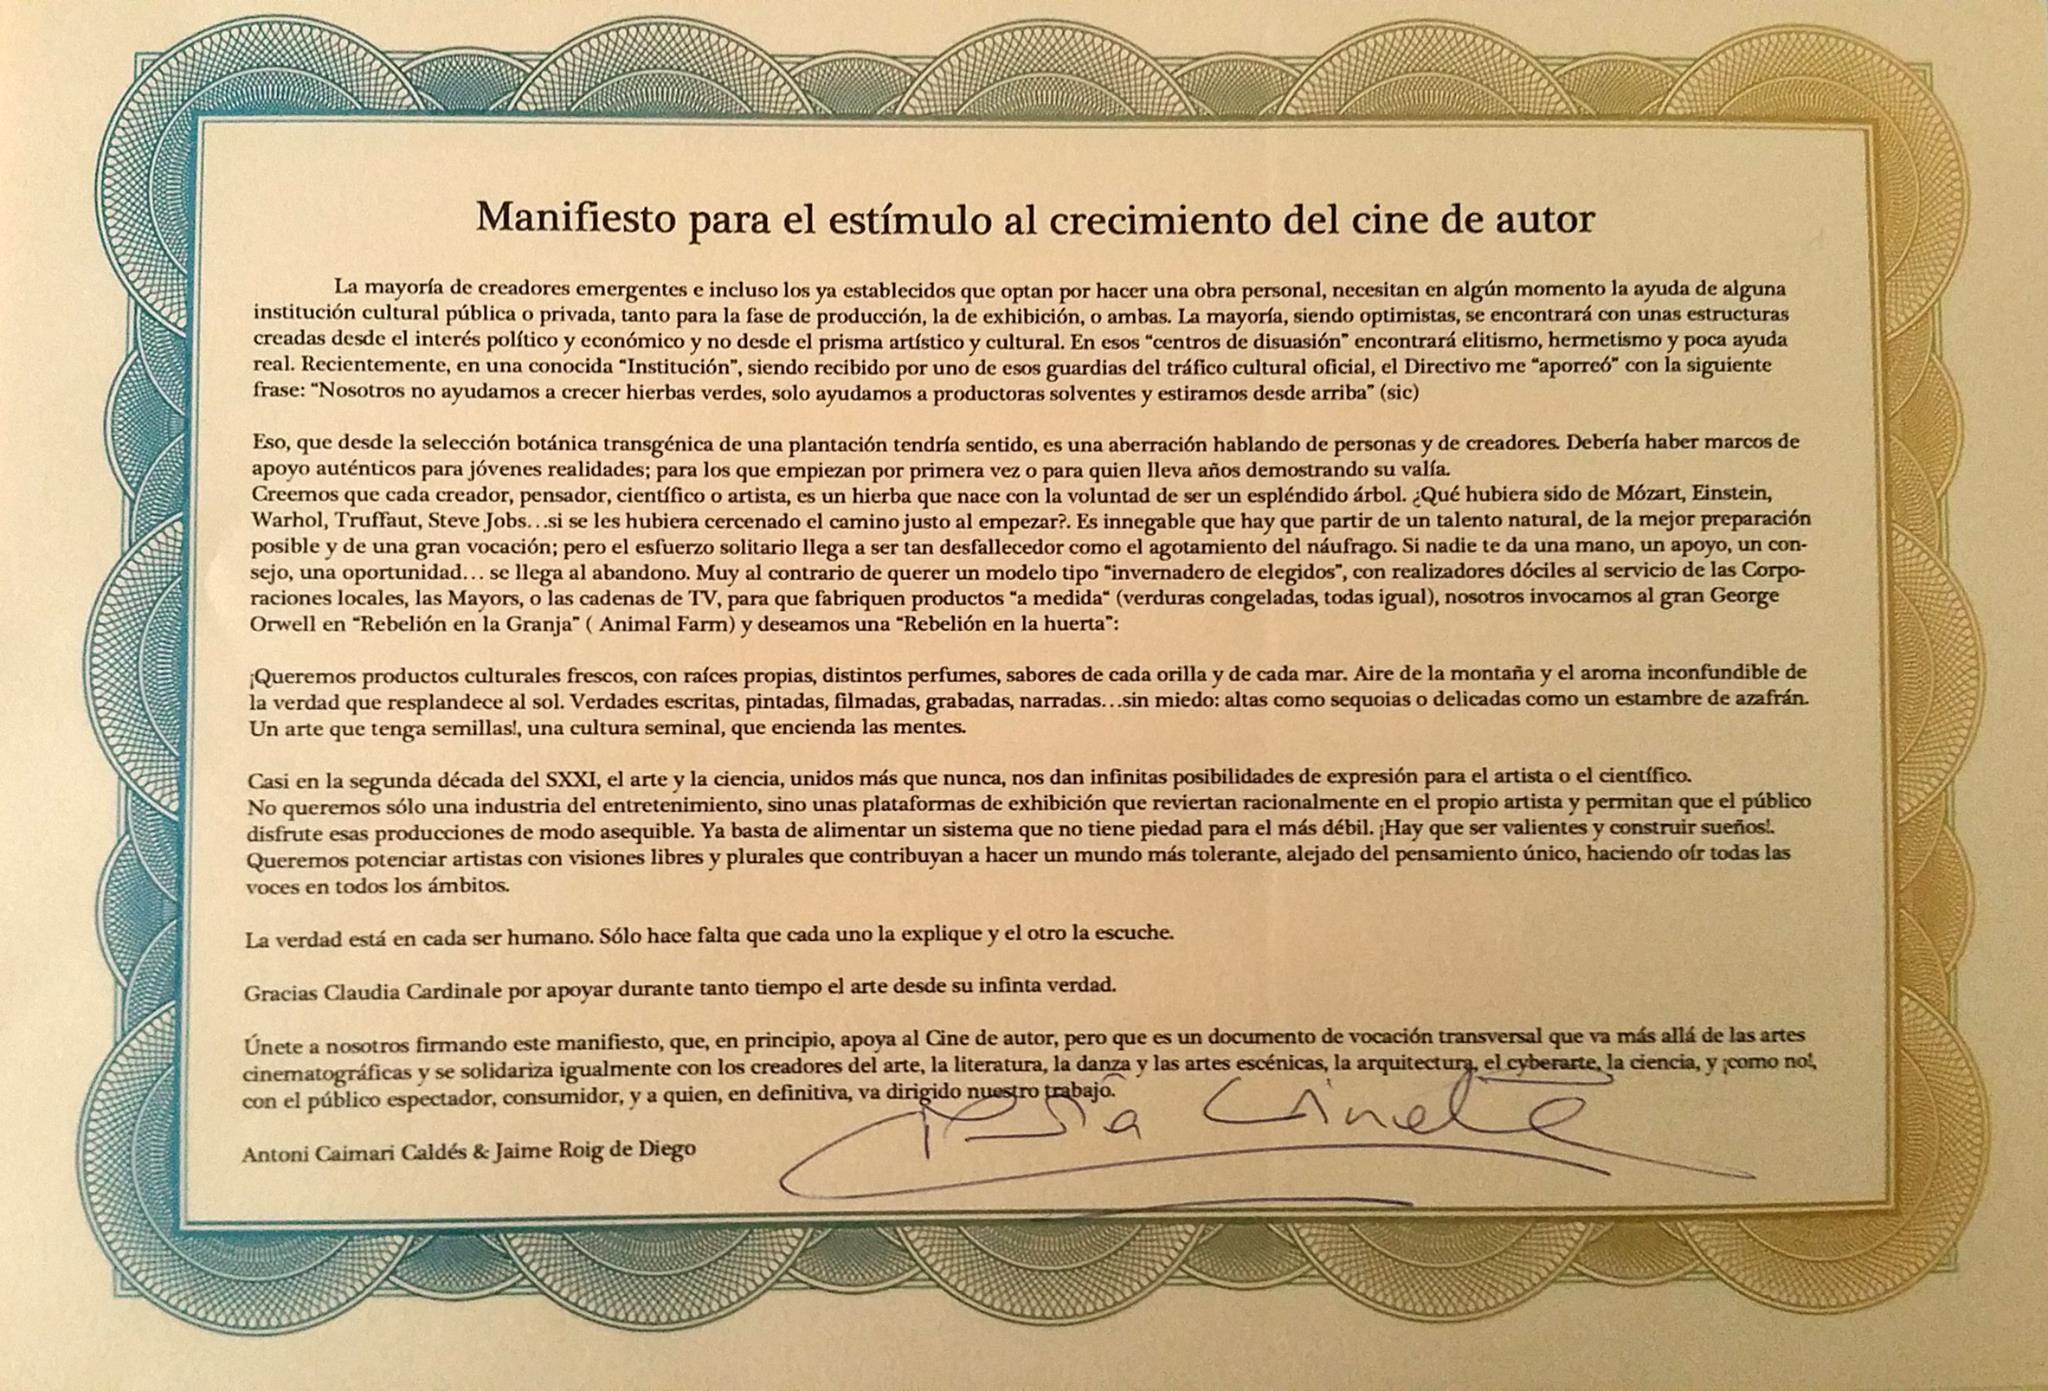 Manifiesto para el estímulo al crecimiento del cine de autor
La mayoría de creadores emergentes e incluso los ya establecidos que optan por hacer una obra personal, necesitan en algún momento la ayuda de alguna
institución cultural pública o privada, tanto para la fase de producción, la de exhibición, o ambas. La mayoría, siendo optimistas, se encontrará con unas estructuras
creadas desde el interés político y económico y no desde el prisma artístico y cultural. En esos “centros de disuasión” encontrará elitismo, hermetismo y poca ayuda
real. Recientemente, en una conocida “Institución”, siendo recibido por uno de esos guardias del tráfico cultural oficial, el Directivo me “aporreó” con la siguiente
frase: “Nosotros no ayudamos a crecer hierbas verdes, solo ayudamos a productoras solventes y estiramos desde arriba” (sic)
Eso, que desde la selección botánica transgénica de una plantación tendría sentido, es una aberración hablando de personas y de creadores. Debería haber marcos de
apoyo auténticos para jóvenes realidades; para los que empiezan por primera vez o para quien lleva años demostrando su valía.
Creemos que cada creador, pensador, científico o artista, es un hierba que nace con la voluntad de ser un espléndido árbol. ¿Qué hubiera sido de Mózart, Einstein,
Warhol, Truffaut, Steve Jobs…si se les hubiera cercenado el camino justo al empezar?. Es innegable que hay que partir de un talento natural, de la mejor preparación
posible y de una gran vocación; pero el esfuerzo solitario llega a ser tan desfallecedor como el agotamiento del náufrago. Si nadie te da una mano, un apoyo, un con-
sejo, una oportunidad… se llega al abandono. Muy al contrario de querer un modelo tipo “invernadero de elegidos”, con realizadores dóciles al servicio de las Corpo-
raciones locales, las Mayors, o las cadenas de TV, para que fabriquen productos “a medida“ (verduras congeladas, todas igual), nosotros invocamos al gran George
Orwell en “Rebelión en la Granja” ( Animal Farm) y deseamos una “Rebelión en la huerta”:
¡Queremos productos culturales frescos, con raíces propias, distintos perfumes, sabores de cada orilla y de cada mar. Aire de la montaña y el aroma inconfundible de
la verdad que resplandece al sol. Verdades escritas, pintadas, filmadas, grabadas, narradas…sin miedo: altas como sequoias o delicadas como un estambre de azafrán.
Un arte que tenga semillas!, una cultura seminal, que encienda las mentes.
Casi en la segunda década del SXXI, el arte y la ciencia, unidos más que nunca, nos dan infinitas posibilidades de expresión para el artista o el científico.
No queremos sólo una industria del entretenimiento, sino unas plataformas de exhibición que reviertan racionalmente en el propio artista y permitan que el público
disfrute esas producciones de modo asequible. Ya basta de alimentar un sistema que no tiene piedad para el más débil. ¡Hay que ser valientes y construir sueños!.
Queremos potenciar artistas con visiones libres y plurales que contribuyan a hacer un mundo más tolerante, alejado del pensamiento único, haciendo oír todas las
voces en todos los ámbitos.
La verdad está en cada ser humano. Sólo hace falta que cada uno la explique y el otro la escuche.
Gracias Claudia Cardinale por apoyar durante tanto tiempo el arte desde su infinta verdad.
Únete a nosotros firmando este manifiesto, que, en principio, apoya al Cine de autor, pero que es un documento de vocación transversal que va más allá de las artes
cinematográficas y se solidariza igualmente con los creadores del arte, la literatura, la danza y las artes escénicas, la arquitectura, el cyberarte, la ciencia, y ¡como no!,
con el público espectador, consumidor, y a quien, en definitiva, va dirigido nuestro trabajo.
Antoni Caimari Caldés & Jaime Roig de Diego